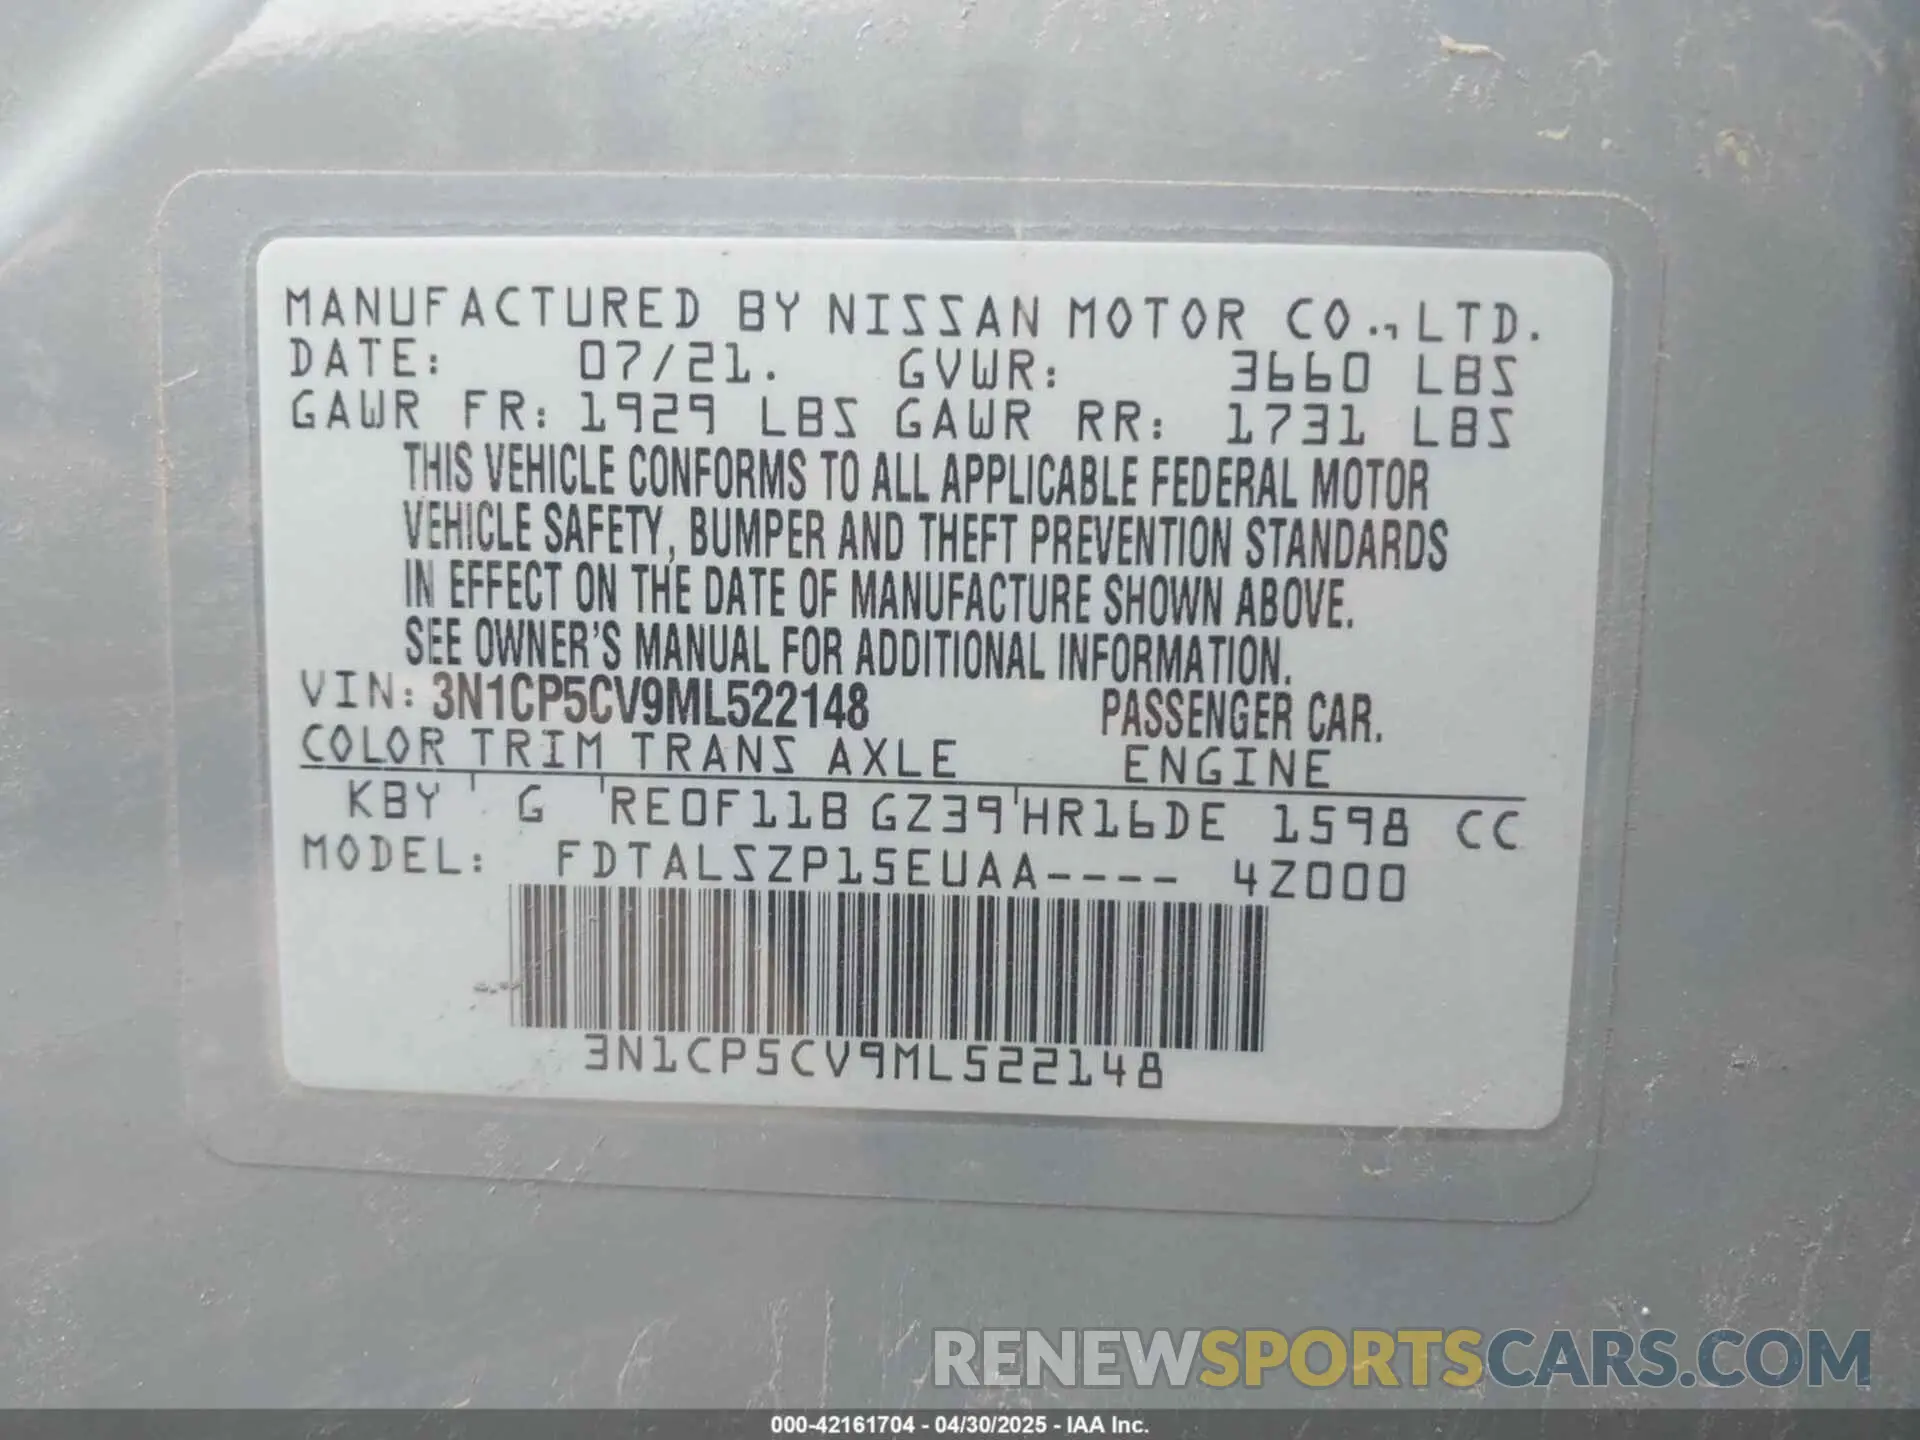 MANUFACTURED BY NISSAN MOTOR CO., LTD.
DATE: 07/21. GVWR: 3660 LBS
GAWR FR: 1929 LBS GAWR RR: 1731 LBS
THIS VEHICLE CONFORMS TO ALL APPLICABLE FEDERAL MOTOR
VEHICLE SAFETY, BUMPER AND THEFT PREVENTION STANDARDS
IN EFFECT ON THE DATE OF MANUFACTURE SHOWN ABOVE.
SEE OWNER'S MANUAL FOR ADDITIONAL INFORMATION.
VIN: 3N1CP5CV9ML522148 PASSENGER CAR.
COLOR TRIM TRANS AXLE ENGINE
KBY G RE0F11B GZ39 HR16DE 1598 CC
MODEL: FDTALSZP15EUAA---- 4Z000
3N1CP5CV9ML522148
RENEWSPORTSCARS.COM
000-42161704 - 04/30/2025 - IAA Inc.